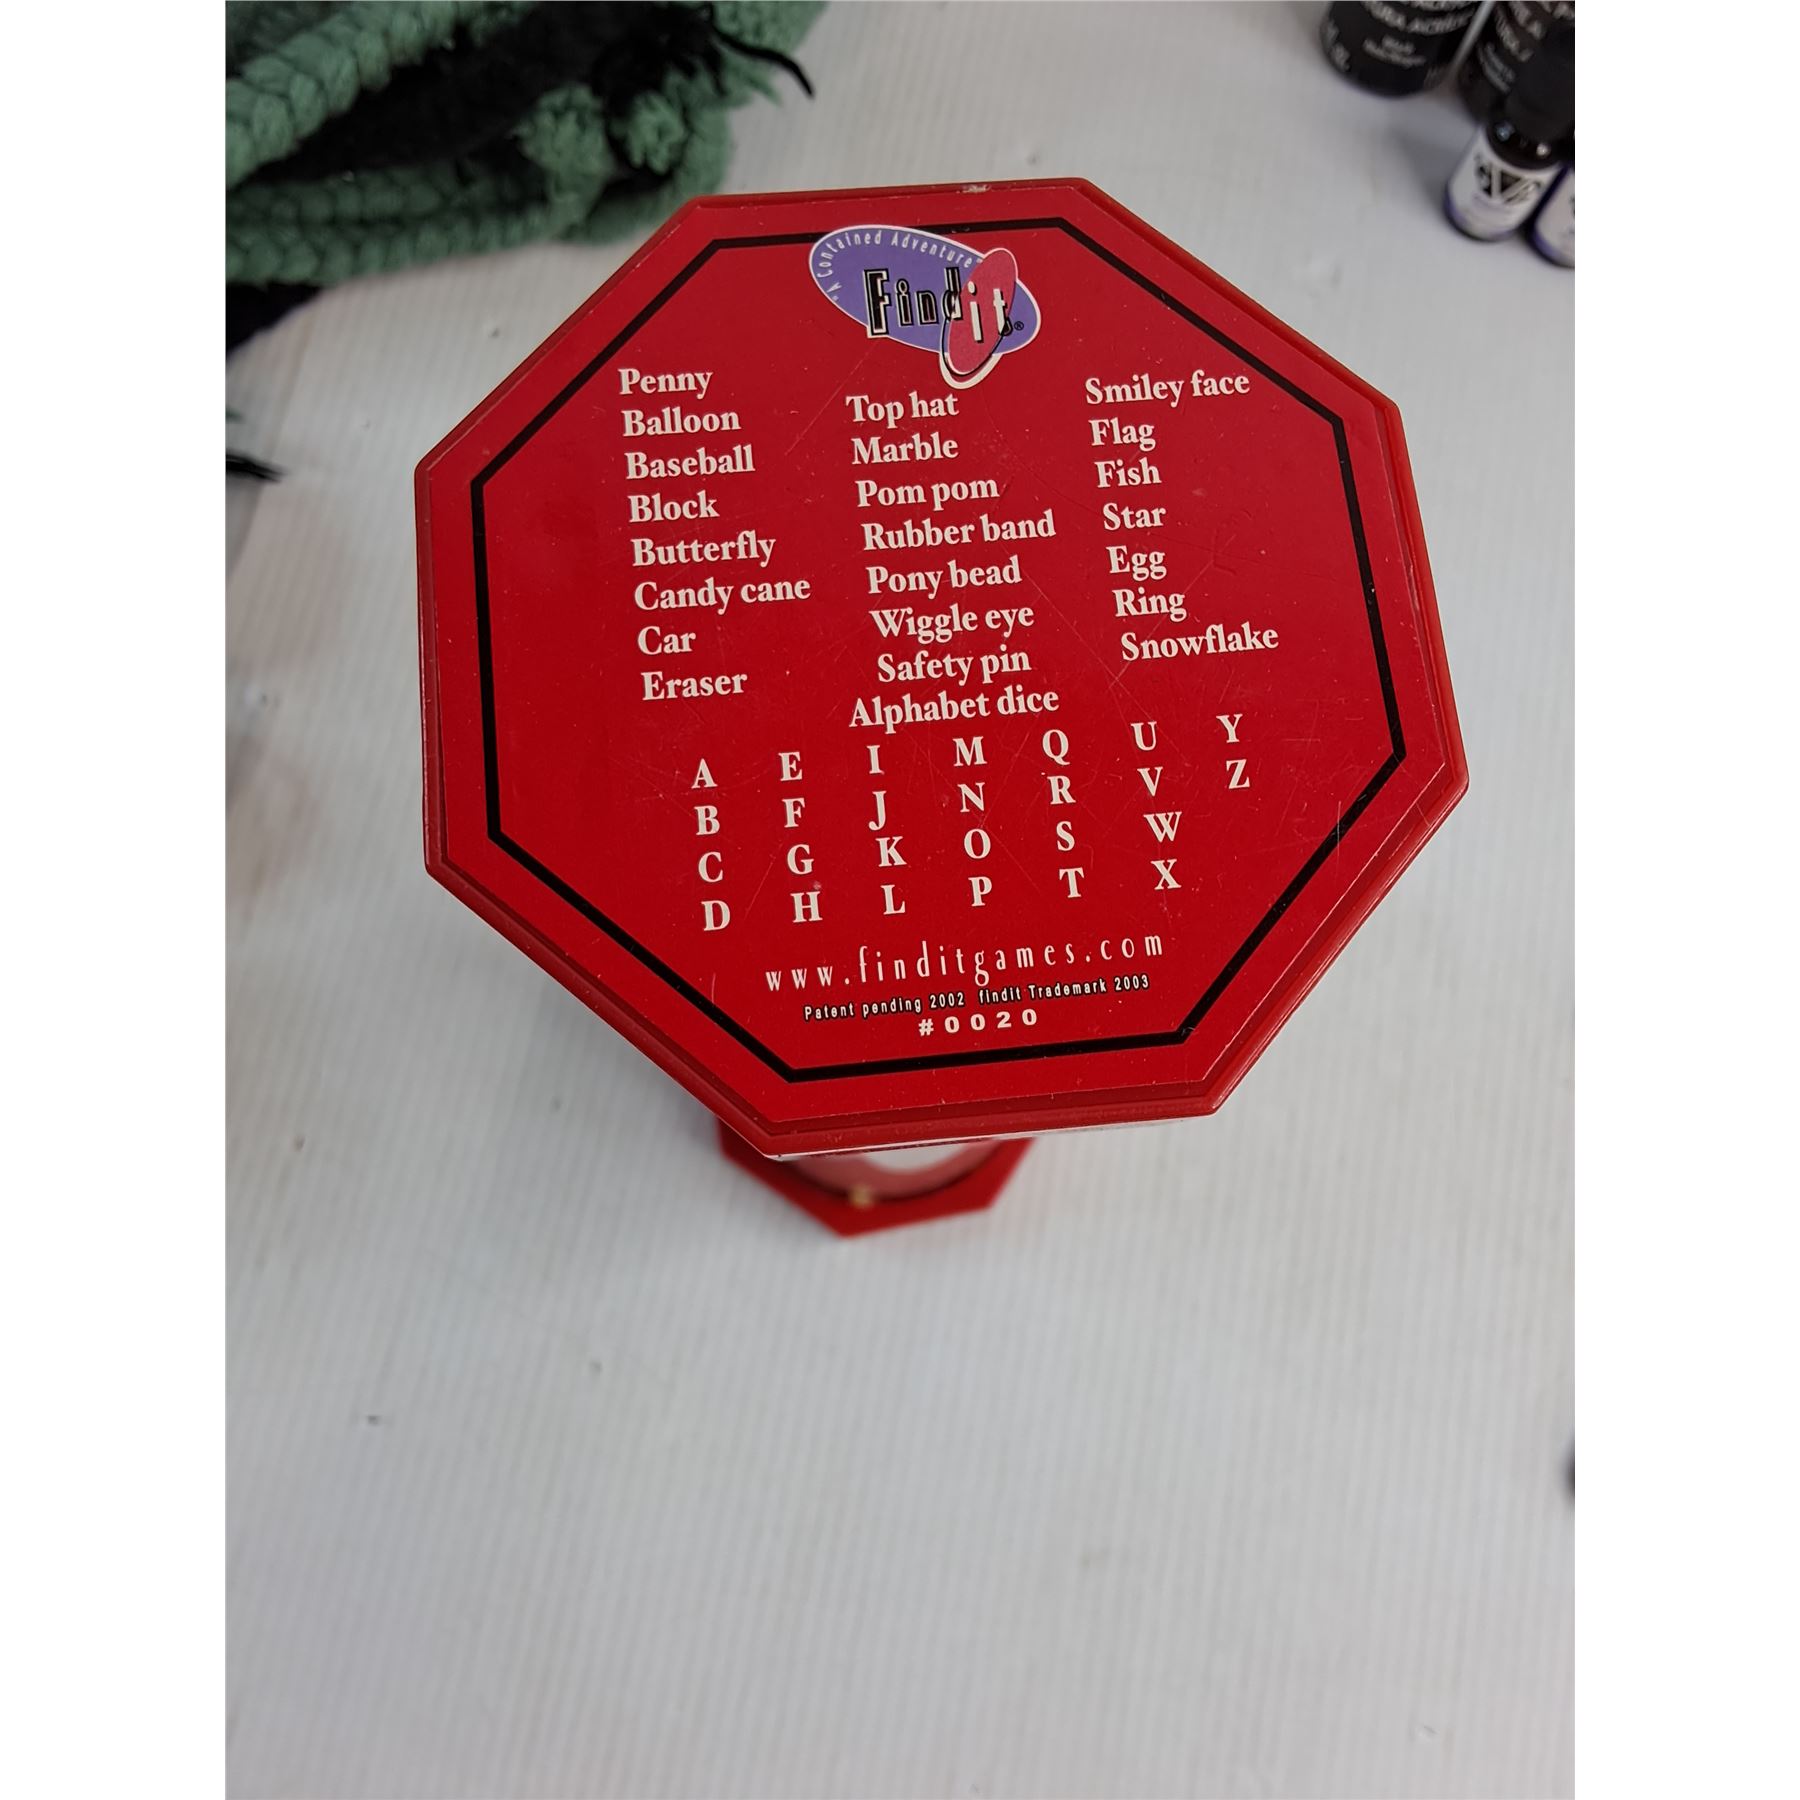 "A Contained Adventure"
Find it®
Penny
Balloon
Baseball
Block
Butterfly
Candy cane
Car
Eraser
Top hat
Marble
Pom pom
Rubber band
Pony bead
Wiggle eye
Safety pin
Smiley face
Flag
Fish
Star
Egg
Ring
Snowflake
Alphabet dice
A E I M Q U Y
B F J N R V Z
C G K O S W
D H L P T X
www.finditgames.com
Patent pending 2002 findit Trademark 2003
#0020